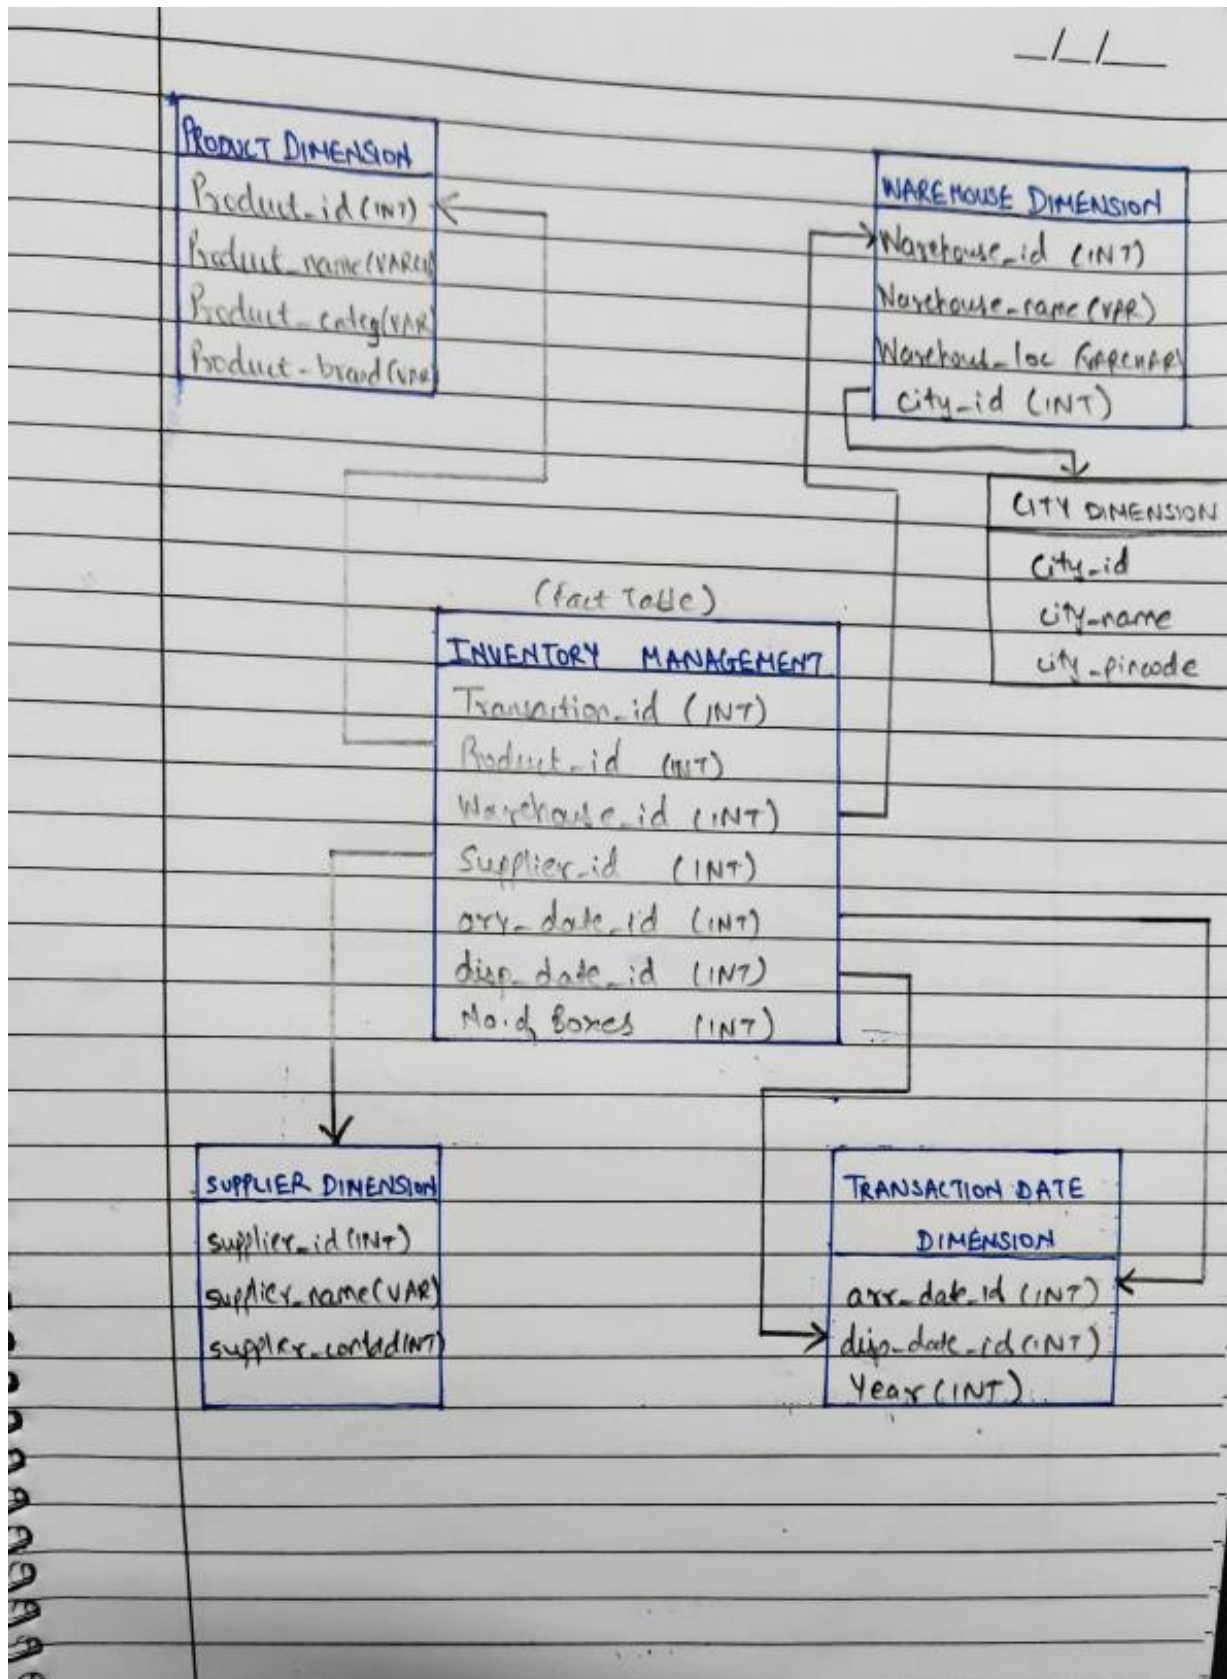 _/_/__
PRODUCT DIMENSION
Product_id (INT)
Product_name (VARCH
Product_categ (VAR)
Product_brand (VAR)
WAREHOUSE DIMENSION
Warehouse_id (INT)
Warehouse_name (VAR)
Warehous_loc (VARCHAR)
city_id (INT)
CITY DIMENSION
City_id
city_name
city_pincode
(fact Table)
INVENTORY MANAGEMENT
Transaction_id (INT)
Product_id (INT)
Warehouse_id (INT)
Supplier_id (INT)
arr_date_id (INT)
disp_date_id (INT)
No.of Boxes (INT)
SUPPLIER DIMENSION
supplier_id (INT)
supplier_name (VAR)
TRANSACTION DATE
DIMENSION
arr_date_id (INT)
disp_date_id (INT)
Year (INT)